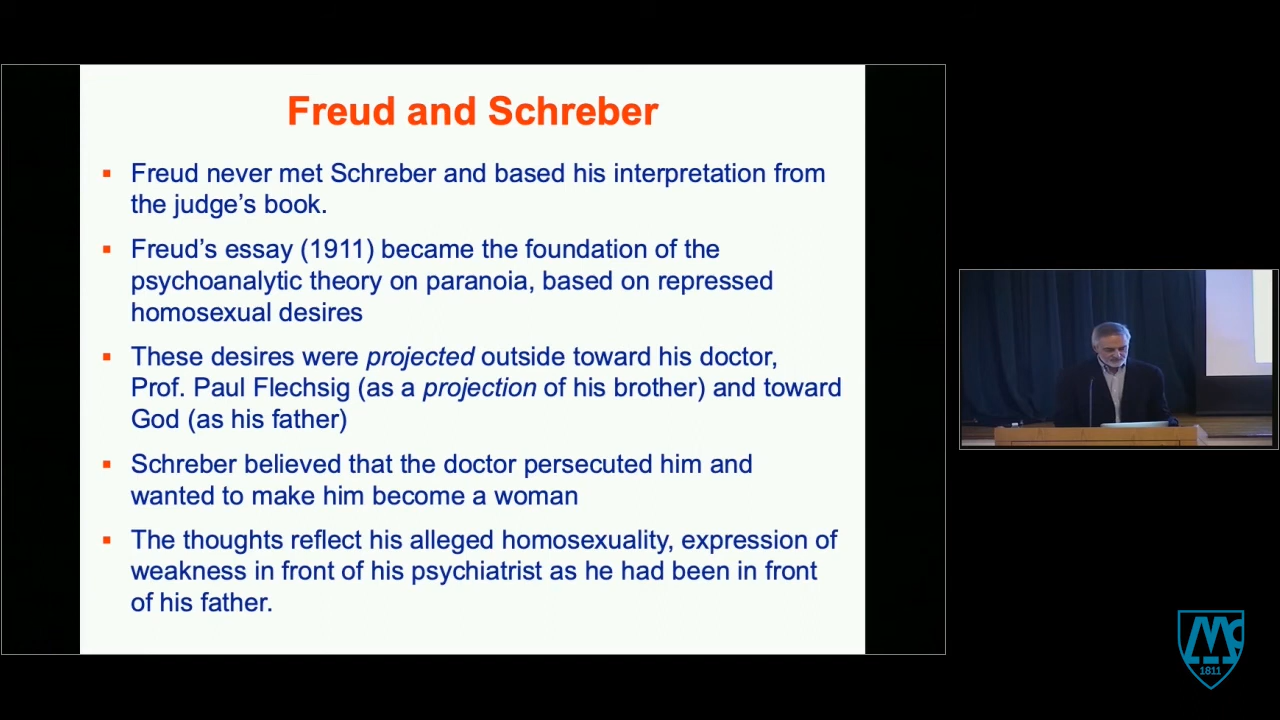 Freud and Schreber
▪ Freud never met Schreber and based his interpretation from
the judge's book.
▪ Freud's essay (1911) became the foundation of the
psychoanalytic theory on paranoia, based on repressed
homosexual desires
▪ These desires were projected outside toward his doctor,
Prof. Paul Flechsig (as a projection of his brother) and toward
God (as his father)
▪ Schreber believed that the doctor persecuted him and
wanted to make him become a woman
▪ The thoughts reflect his alleged homosexuality, expression of
weakness in front of his psychiatrist as he had been in front
of his father.
1811